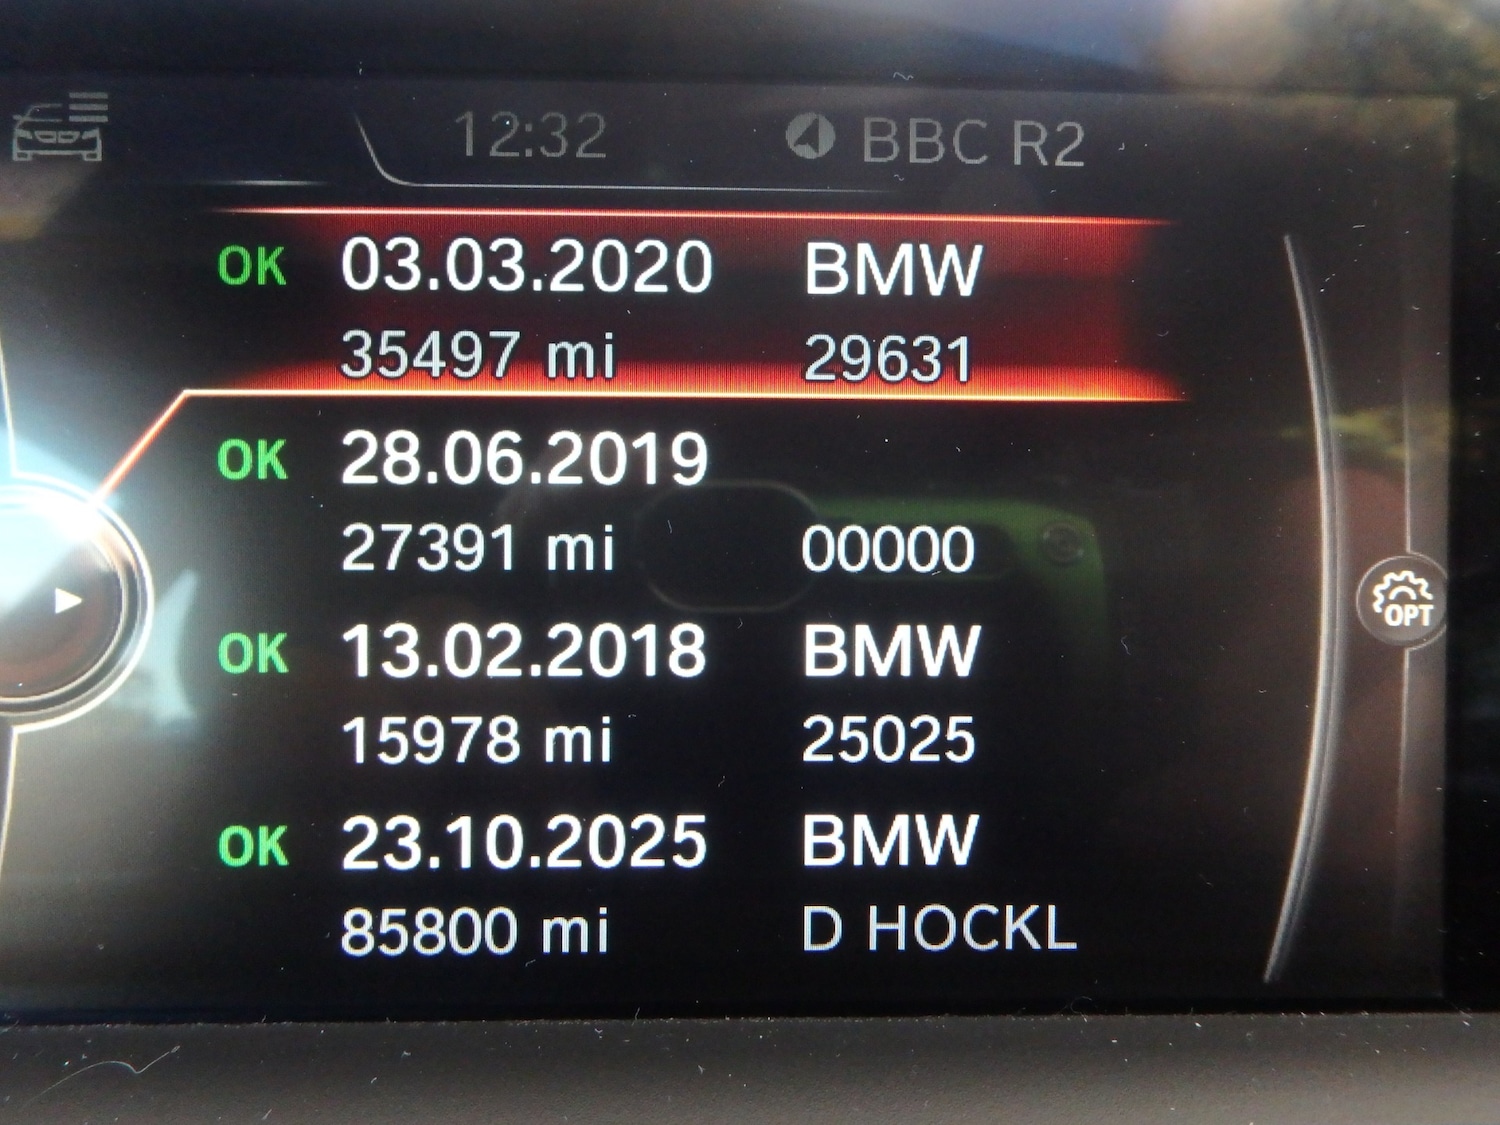 12:32 BBC R2
OK 03.03.2020 BMW
35497 mi 29631
OK 28.06.2019
27391 mi 00000
OK 13.02.2018 BMW
15978 mi 25025
OK 23.10.2025 BMW
85800 mi D HOCKL
OPT